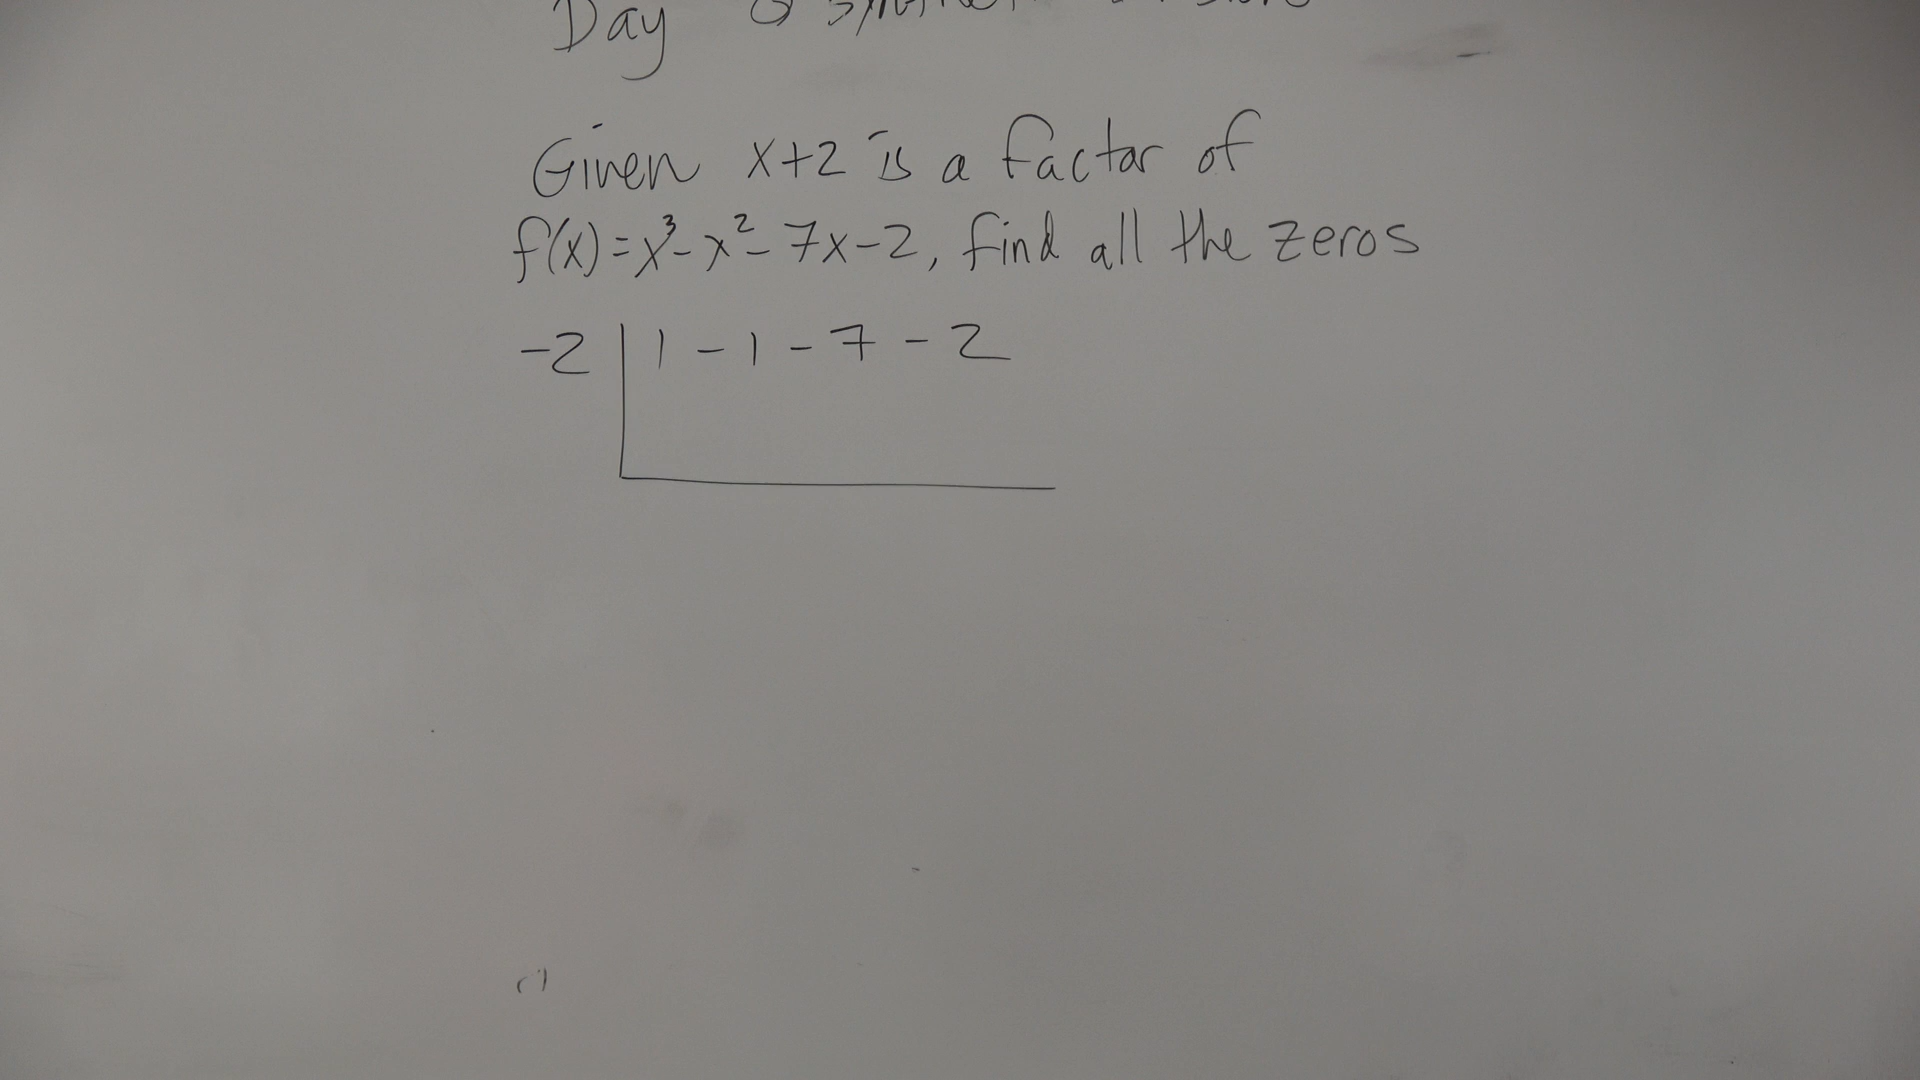 Day
Given x+2 is a factor of
f(x)=x³-x²-7x-2, find all the zeros
-2 | 1 -1 -7 -2